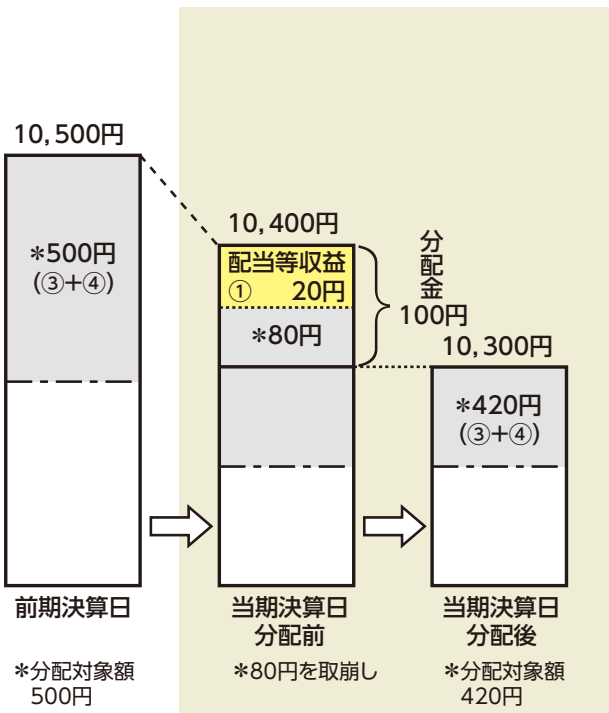 10,500円
＊500円
(③＋④)
前期決算日
＊分配対象額
500円
10,400円
配当等収益
① 20円
＊80円
分配金
100円
当期決算日
分配前
＊80円を取崩し
10,300円
＊420円
(③＋④)
当期決算日
分配後
＊分配対象額
420円